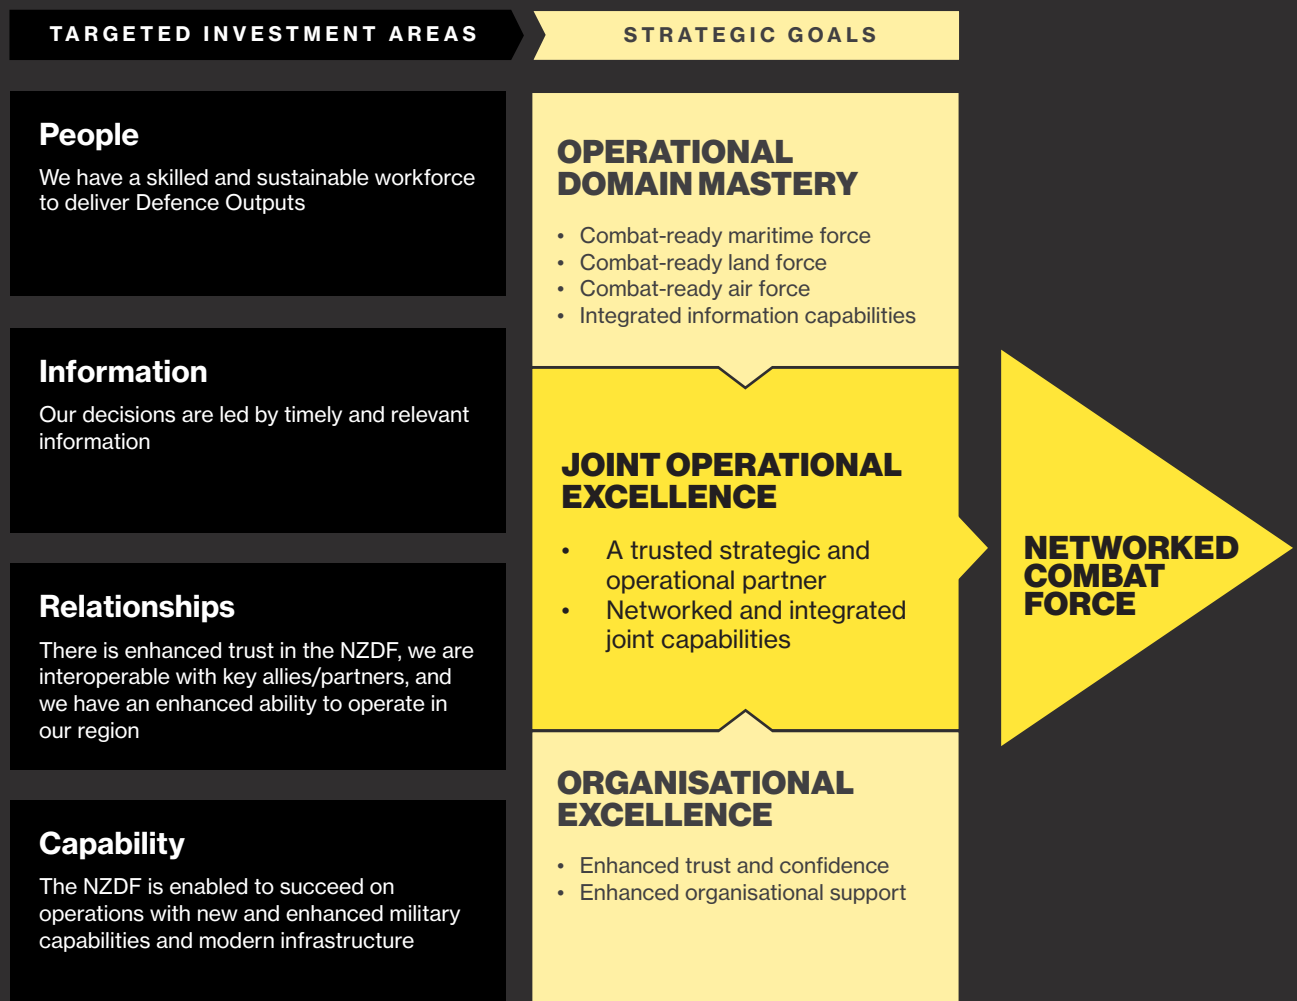 TARGETED INVESTMENT AREAS
STRATEGIC GOALS
People
We have a skilled and sustainable workforce
to deliver Defence Outputs
Information
Our decisions are led by timely and relevant
information
Relationships
There is enhanced trust in the NZDF, we are
interoperable with key allies/partners, and
we have an enhanced ability to operate in
our region
Capability
The NZDF is enabled to succeed on
operations with new and enhanced military
capabilities and modern infrastructure
OPERATIONAL
DOMAIN MASTERY
• Combat-ready maritime force
• Combat-ready land force
• Combat-ready air force
• Integrated information capabilities
JOINT OPERATIONAL
EXCELLENCE
• A trusted strategic and
operational partner
• Networked and integrated
joint capabilities
ORGANISATIONAL
EXCELLENCE
• Enhanced trust and confidence
• Enhanced organisational support
NETWORKED
COMBAT
FORCE